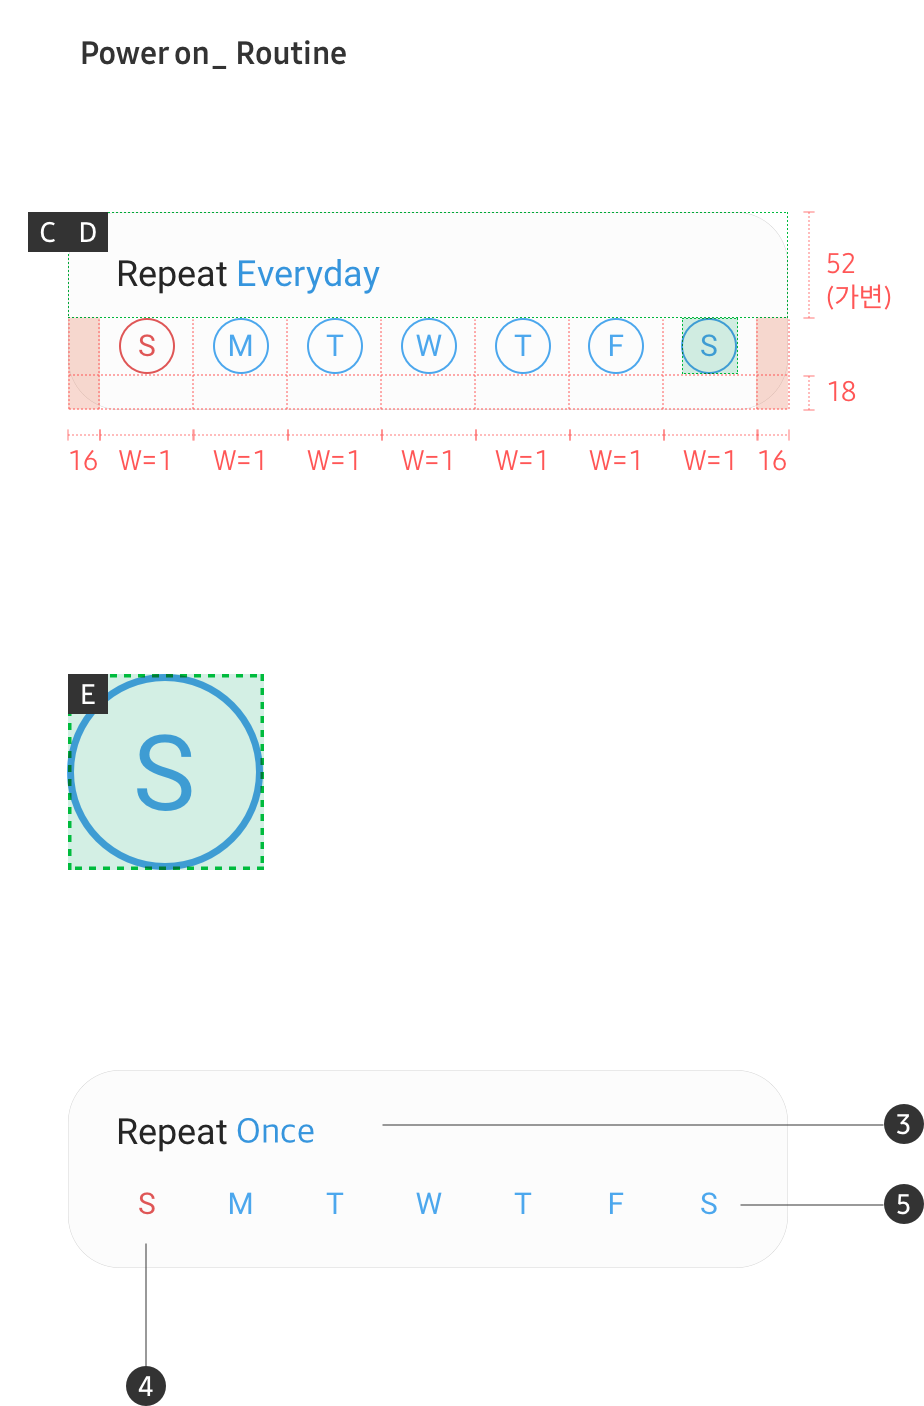 Power on_ Routine
C D
Repeat Everyday
52
(가변)
S M T W T F S
18
16 W=1 W=1 W=1 W=1 W=1 W=1 W=1 16
E
S
Repeat Once
3
S M T W T F S
5
4